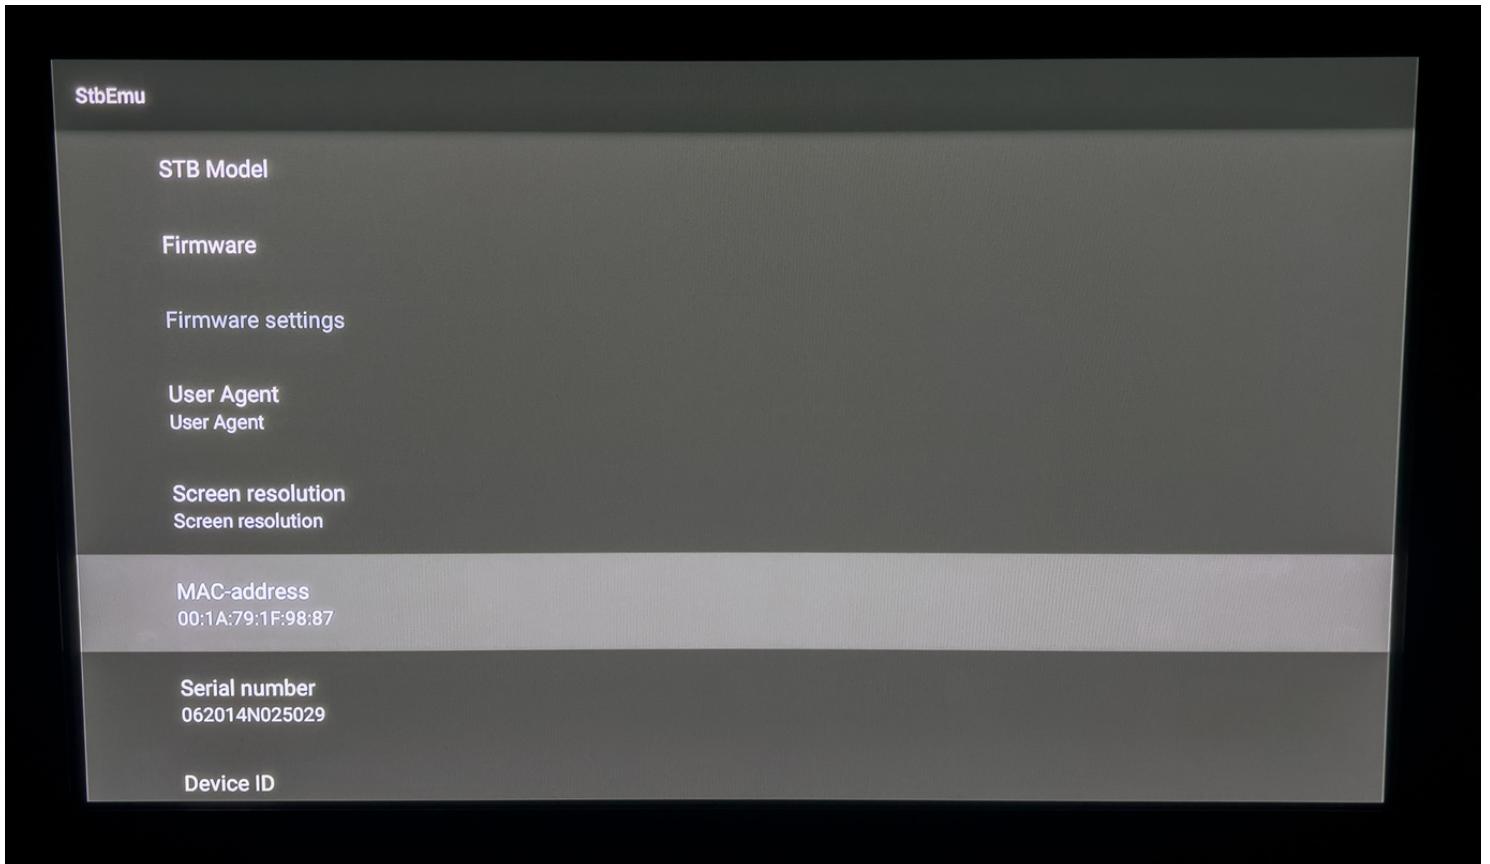 StbEmu
STB Model
Firmware
Firmware settings
User Agent
User Agent
Screen resolution
Screen resolution
MAC-address
00:1A:79:1F:98:87
Serial number
062014N025029
Device ID